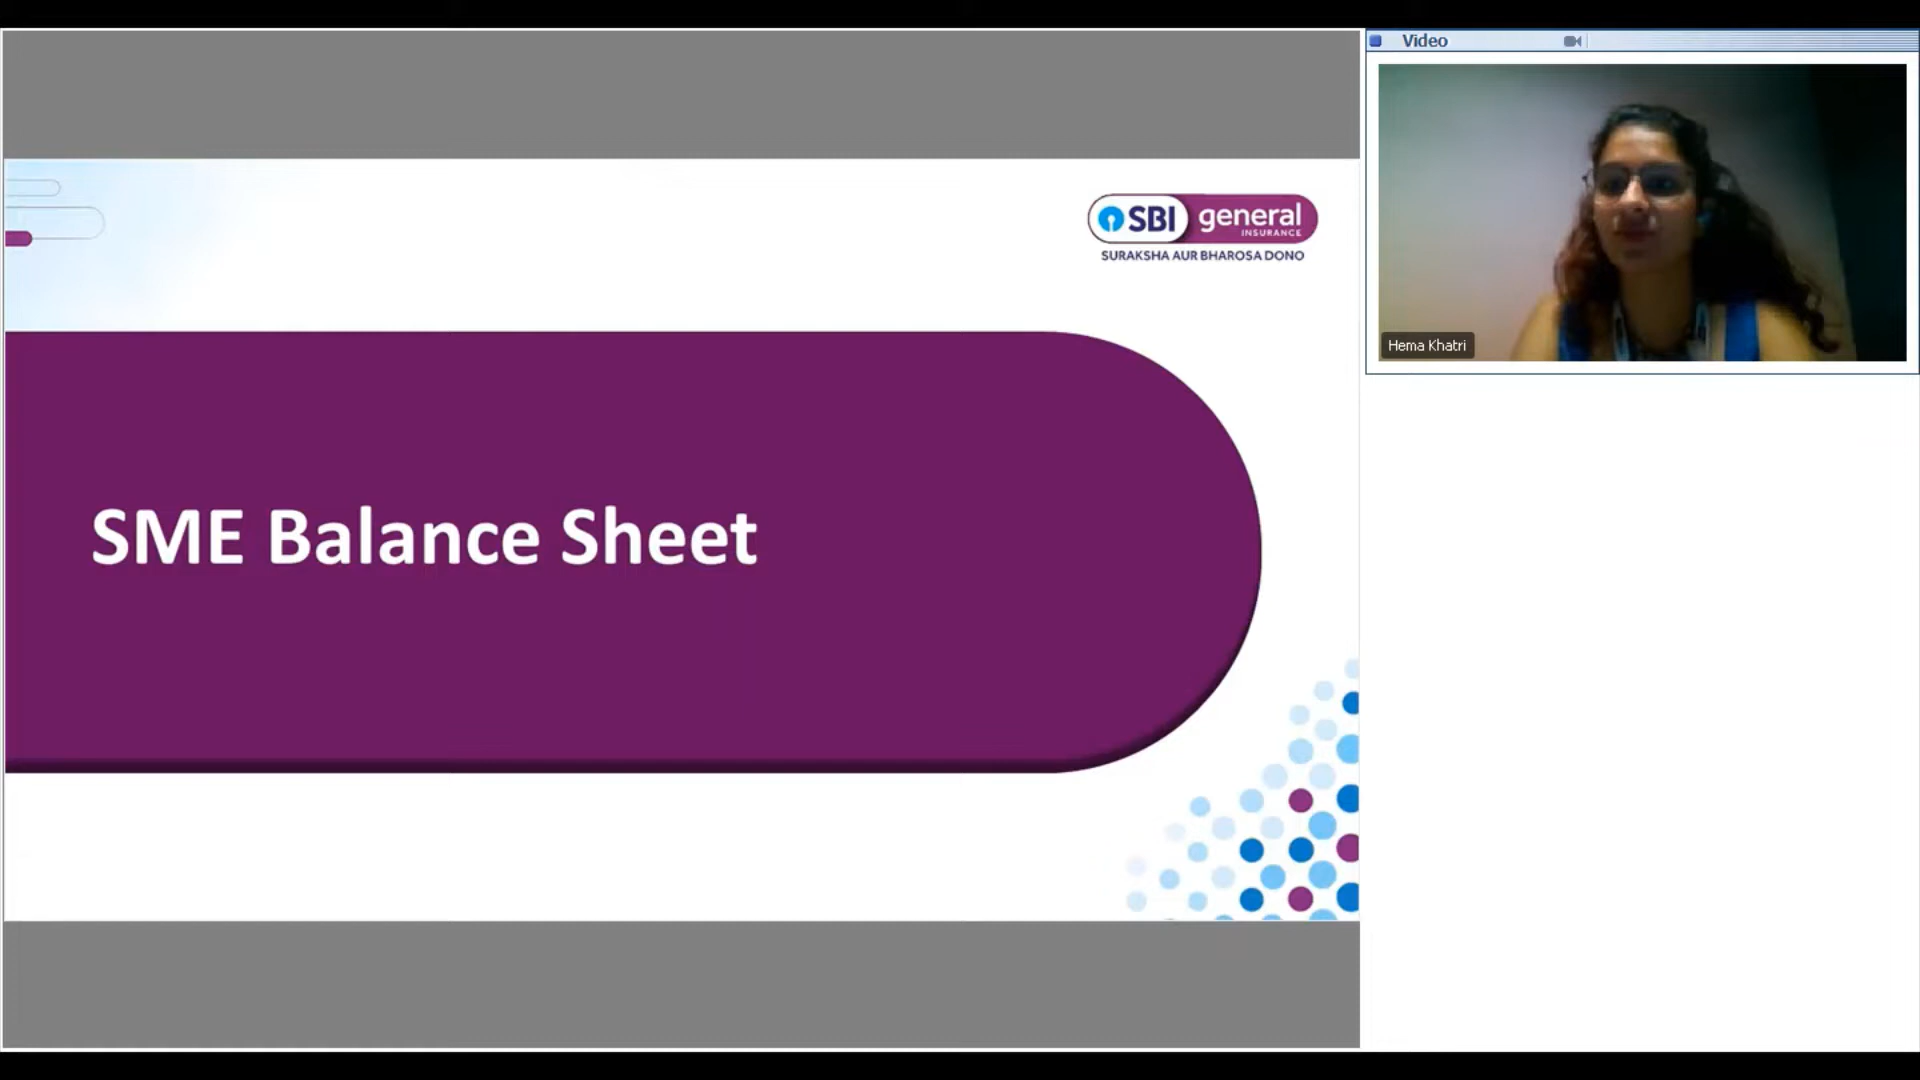 SBI general
INSURANCE
SURAKSHA AUR BHAROSA DONO
SME Balance Sheet
Video
Hema Khatri